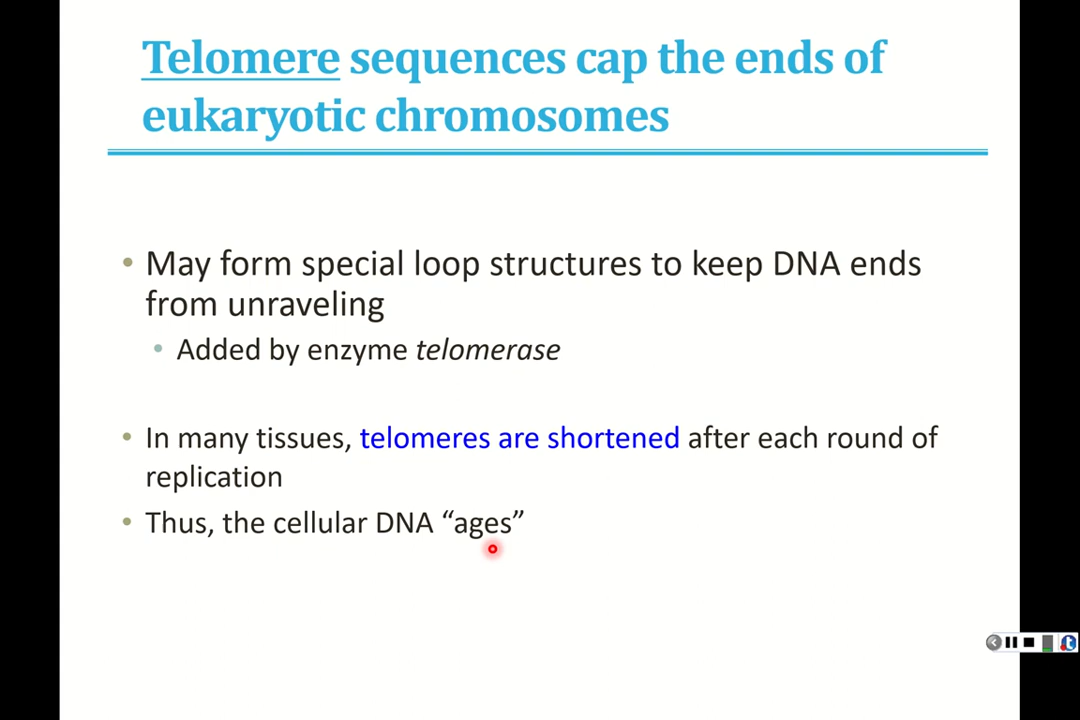 Telomere sequences cap the ends of
eukaryotic chromosomes
• May form special loop structures to keep DNA ends
from unraveling
• Added by enzyme telomerase
• In many tissues, telomeres are shortened after each round of
replication
• Thus, the cellular DNA “ages”
t